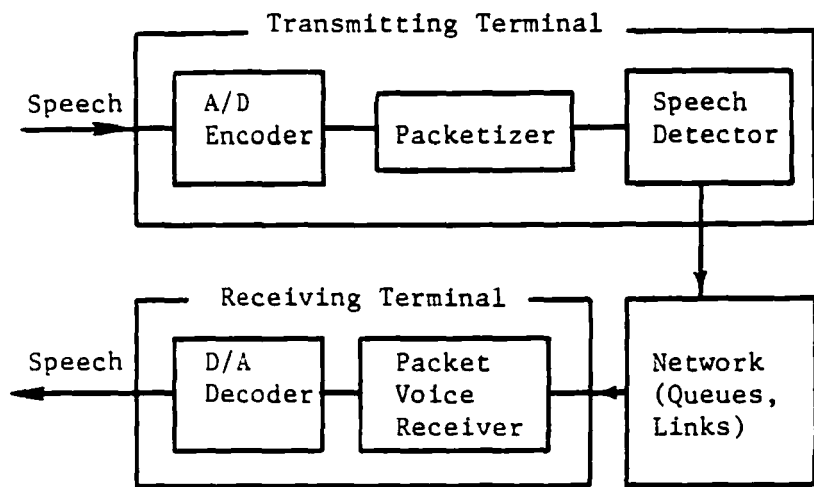 Transmitting Terminal
Speech
A/D
Encoder
Packetizer
Speech
Detector
Receiving Terminal
Speech
D/A
Decoder
Packet
Voice
Receiver
Network
(Queues,
Links)